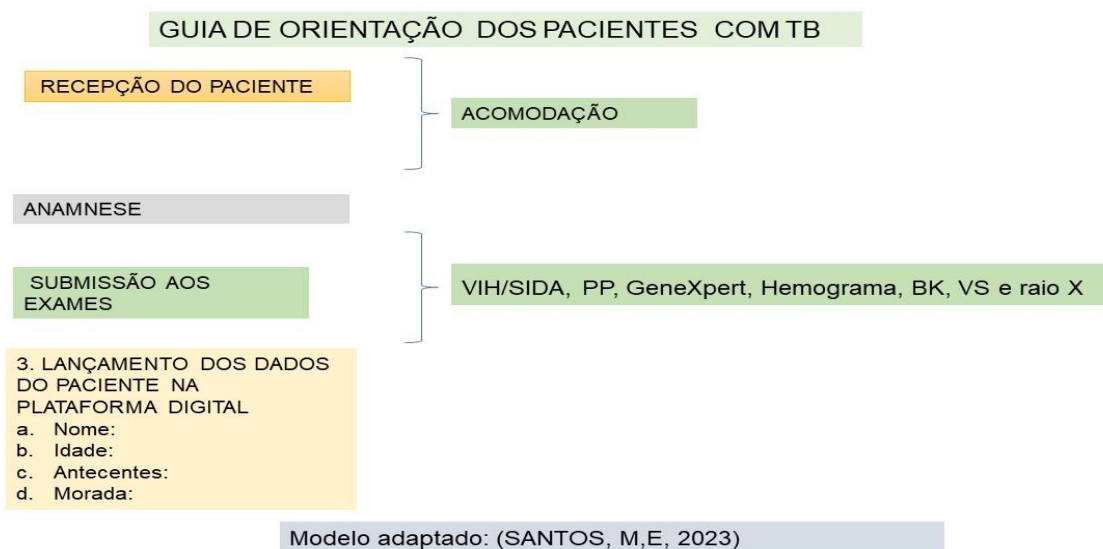 GUIA DE ORIENTAÇÃO DOS PACIENTES COM TB
RECEPÇÃO DO PACIENTE
ACOMODAÇÃO
ANAMNESE
SUBMISSÃO AOS
EXAMES
VIH/SIDA, PP, GeneXpert, Hemograma, BK, VS e raio X
3. LANÇAMENTO DOS DADOS
DO PACIENTE NA
PLATAFORMA DIGITAL
a. Nome:
b. Idade:
c. Antecentes:
d. Morada:
Modelo adaptado: (SANTOS, M,E, 2023)